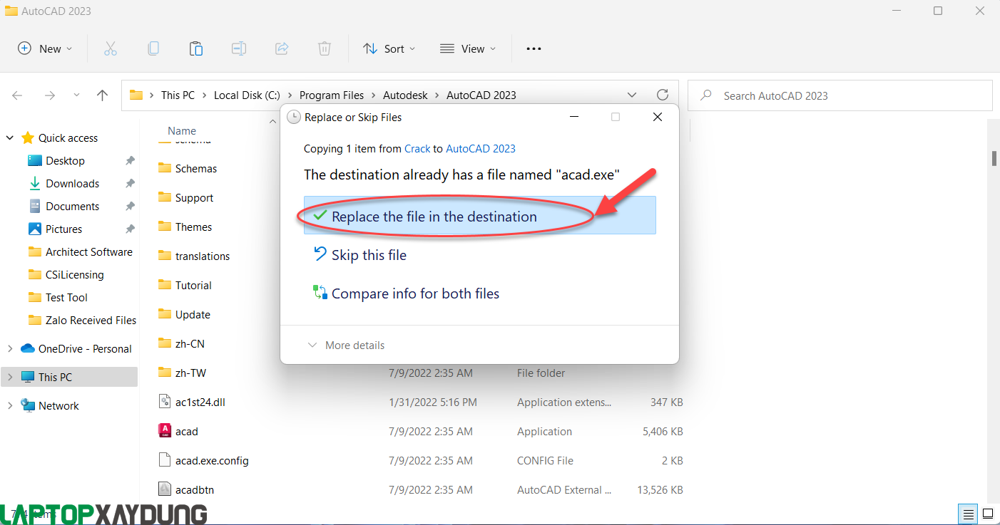 AutoCAD 2023
New
Sort
View
This PC > Local Disk (C:) > Program Files > Autodesk > AutoCAD 2023
Search AutoCAD 2023
Quick access
Desktop
Downloads
Documents
Pictures
Architect Software
CSiLicensing
Test Tool
Zalo Received Files
OneDrive - Personal
This PC
Network
Name
schema
Schemas
Support
Themes
translations
Tutorial
Update
zh-CN
zh-TW 7/9/2022 2:35 AM File folder
ac1st24.dll 1/31/2022 5:16 PM Application extens... 347 KB
acad 7/9/2022 2:35 AM Application 5,406 KB
acad.exe.config 7/9/2022 2:35 AM CONFIG File 2 KB
acadbtn 7/9/2022 2:35 AM AutoCAD External ... 13,526 KB
Replace or Skip Files
Copying 1 item from Crack to AutoCAD 2023
The destination already has a file named "acad.exe"
Replace the file in the destination
Skip this file
Compare info for both files
More details
items
LAPTOPXAYDUNG